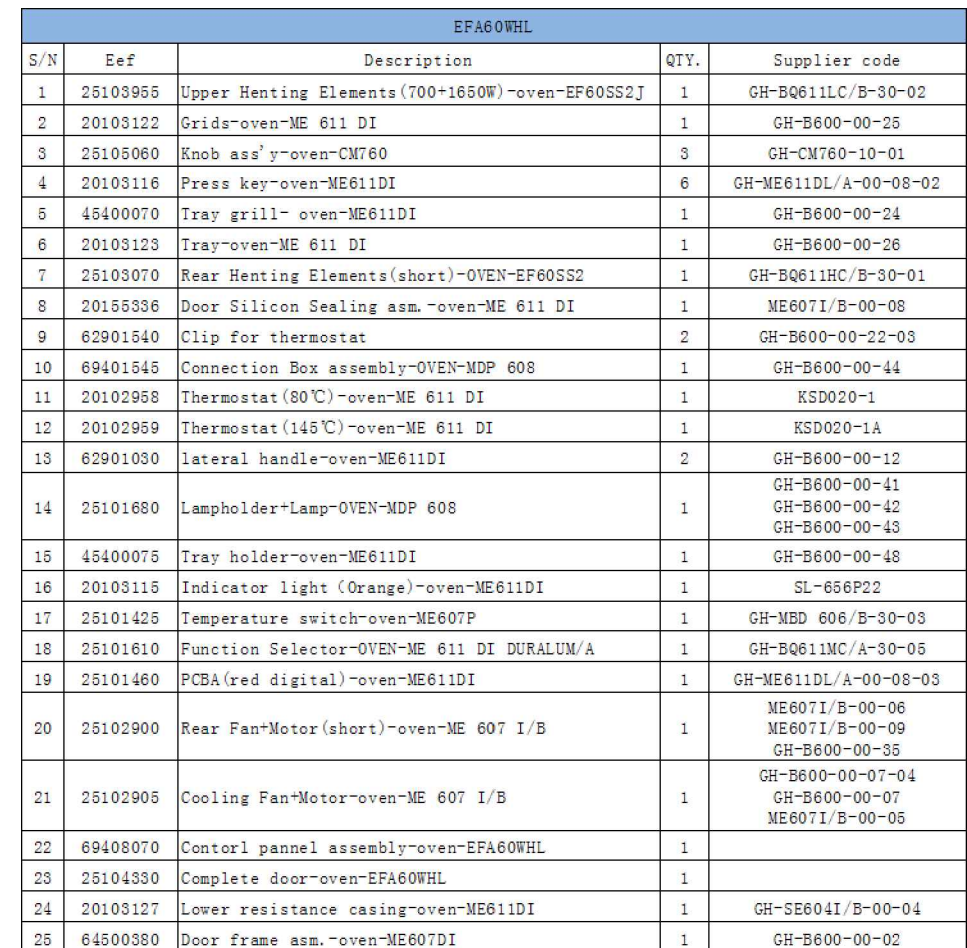 EFA60WHL
S/N Eef Description QTY. Supplier code
1 25103955 Upper Henting Elements(700+1650W)-oven-EF60SS2J 1 GH-BQ611LC/B-30-02
2 20103122 Grids-oven-ME 611 DI 1 GH-B600-00-25
3 25105060 Knob ass'y-oven-CM760 3 GH-CM760-10-01
4 20103116 Press key-oven-ME611DI 6 GH-ME611DL/A-00-08-02
5 45400070 Tray grill- oven-ME611DI 1 GH-B600-00-24
6 20103123 Tray-oven-ME 611 DI 1 GH-B600-00-26
7 25103070 Rear Henting Elements(short)-OVEN-EF60SS2 1 GH-BQ611HC/B-30-01
8 20155336 Door Silicon Sealing asm.-oven-ME 611 DI 1 ME607I/B-00-08
9 62901540 Clip for thermostat 2 GH-B600-00-22-03
10 69401545 Connection Box assembly-OVEN-MDP 608 1 GH-B600-00-44
11 20102958 Thermostat(80℃)-oven-ME 611 DI 1 KSD020-1
12 20102959 Thermostat(145℃)-oven-ME 611 DI 1 KSD020-1A
13 62901030 lateral handle-oven-ME611DI 2 GH-B600-00-12
14 25101680 Lampholder+Lamp-OVEN-MDP 608 1 GH-B600-00-41
GH-B600-00-42
GH-B600-00-43
15 45400075 Tray holder-oven-ME611DI 1 GH-B600-00-48
16 20103115 Indicator light (Orange)-oven-ME611DI 1 SL-656P22
17 25101425 Temperature switch-oven-ME607P 1 GH-MBD 606/B-30-03
18 25101610 Function Selector-OVEN-ME 611 DI DURALUM/A 1 GH-BQ611MC/A-30-05
19 25101460 PCBA(red digital)-oven-ME611DI 1 GH-ME611DL/A-00-08-03
20 25102900 Rear Fan+Motor(short)-oven-ME 607 I/B 1 ME607I/B-00-06
ME607I/B-00-09
GH-B600-00-35
21 25102905 Cooling Fan+Motor-oven-ME 607 I/B 1 GH-B600-00-07-04
GH-B600-00-07
ME607I/B-00-05
22 69408070 Contorl pannel assembly-oven-EFA60WHL 1
23 25104330 Complete door-oven-EFA60WHL 1
24 20103127 Lower resistance casing-oven-ME611DI 1 GH-SE604I/B-00-04
25 64500380 Door frame asm.-oven-ME607DI 1 GH-B600-00-02